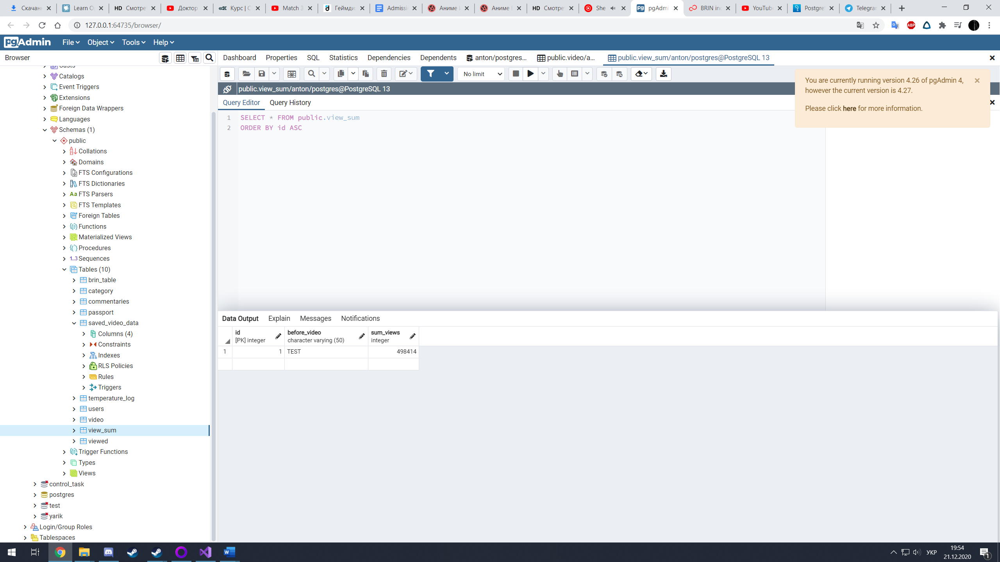 Скачанн
Learn O
HD Смотре
Доктор
edX Курс | C
Match 3
Геймди
Admissi
Аниме
Аниме
HD Смотре
She
pgAdmi
BRIN inc
YouTube
Postgre
Telegra
127.0.0.1:64735/browser/
ABP
pgAdmin File Object Tools Help
Browser
Dashboard Properties SQL Statistics Dependencies Dependents anton/postgres... public.video/a... public.view_sum/anton/postgres@PostgreSQL 13
No limit
public.view_sum/anton/postgres@PostgreSQL 13
You are currently running version 4.26 of pgAdmin 4,
however the current version is 4.27.
Please click here for more information.
Query Editor Query History
1 SELECT * FROM public.view_sum
2 ORDER BY id ASC
Casts
Catalogs
Event Triggers
Extensions
Foreign Data Wrappers
Languages
Schemas (1)
public
Collations
Domains
FTS Configurations
FTS Dictionaries
Aa FTS Parsers
FTS Templates
Foreign Tables
Functions
Materialized Views
Procedures
1..3 Sequences
Tables (10)
brin_table
category
commentaries
passport
saved_video_data
Columns (4)
Constraints
Indexes
RLS Policies
Rules
Triggers
temperature_log
users
video
view_sum
viewed
Trigger Functions
Types
Views
control_task
postgres
test
yarik
Login/Group Roles
Tablespaces
Data Output Explain Messages Notifications
id before_video sum_views
[PK] integer character varying (50) integer
1 1 TEST 498414
УКР
19:54
21.12.2020
1